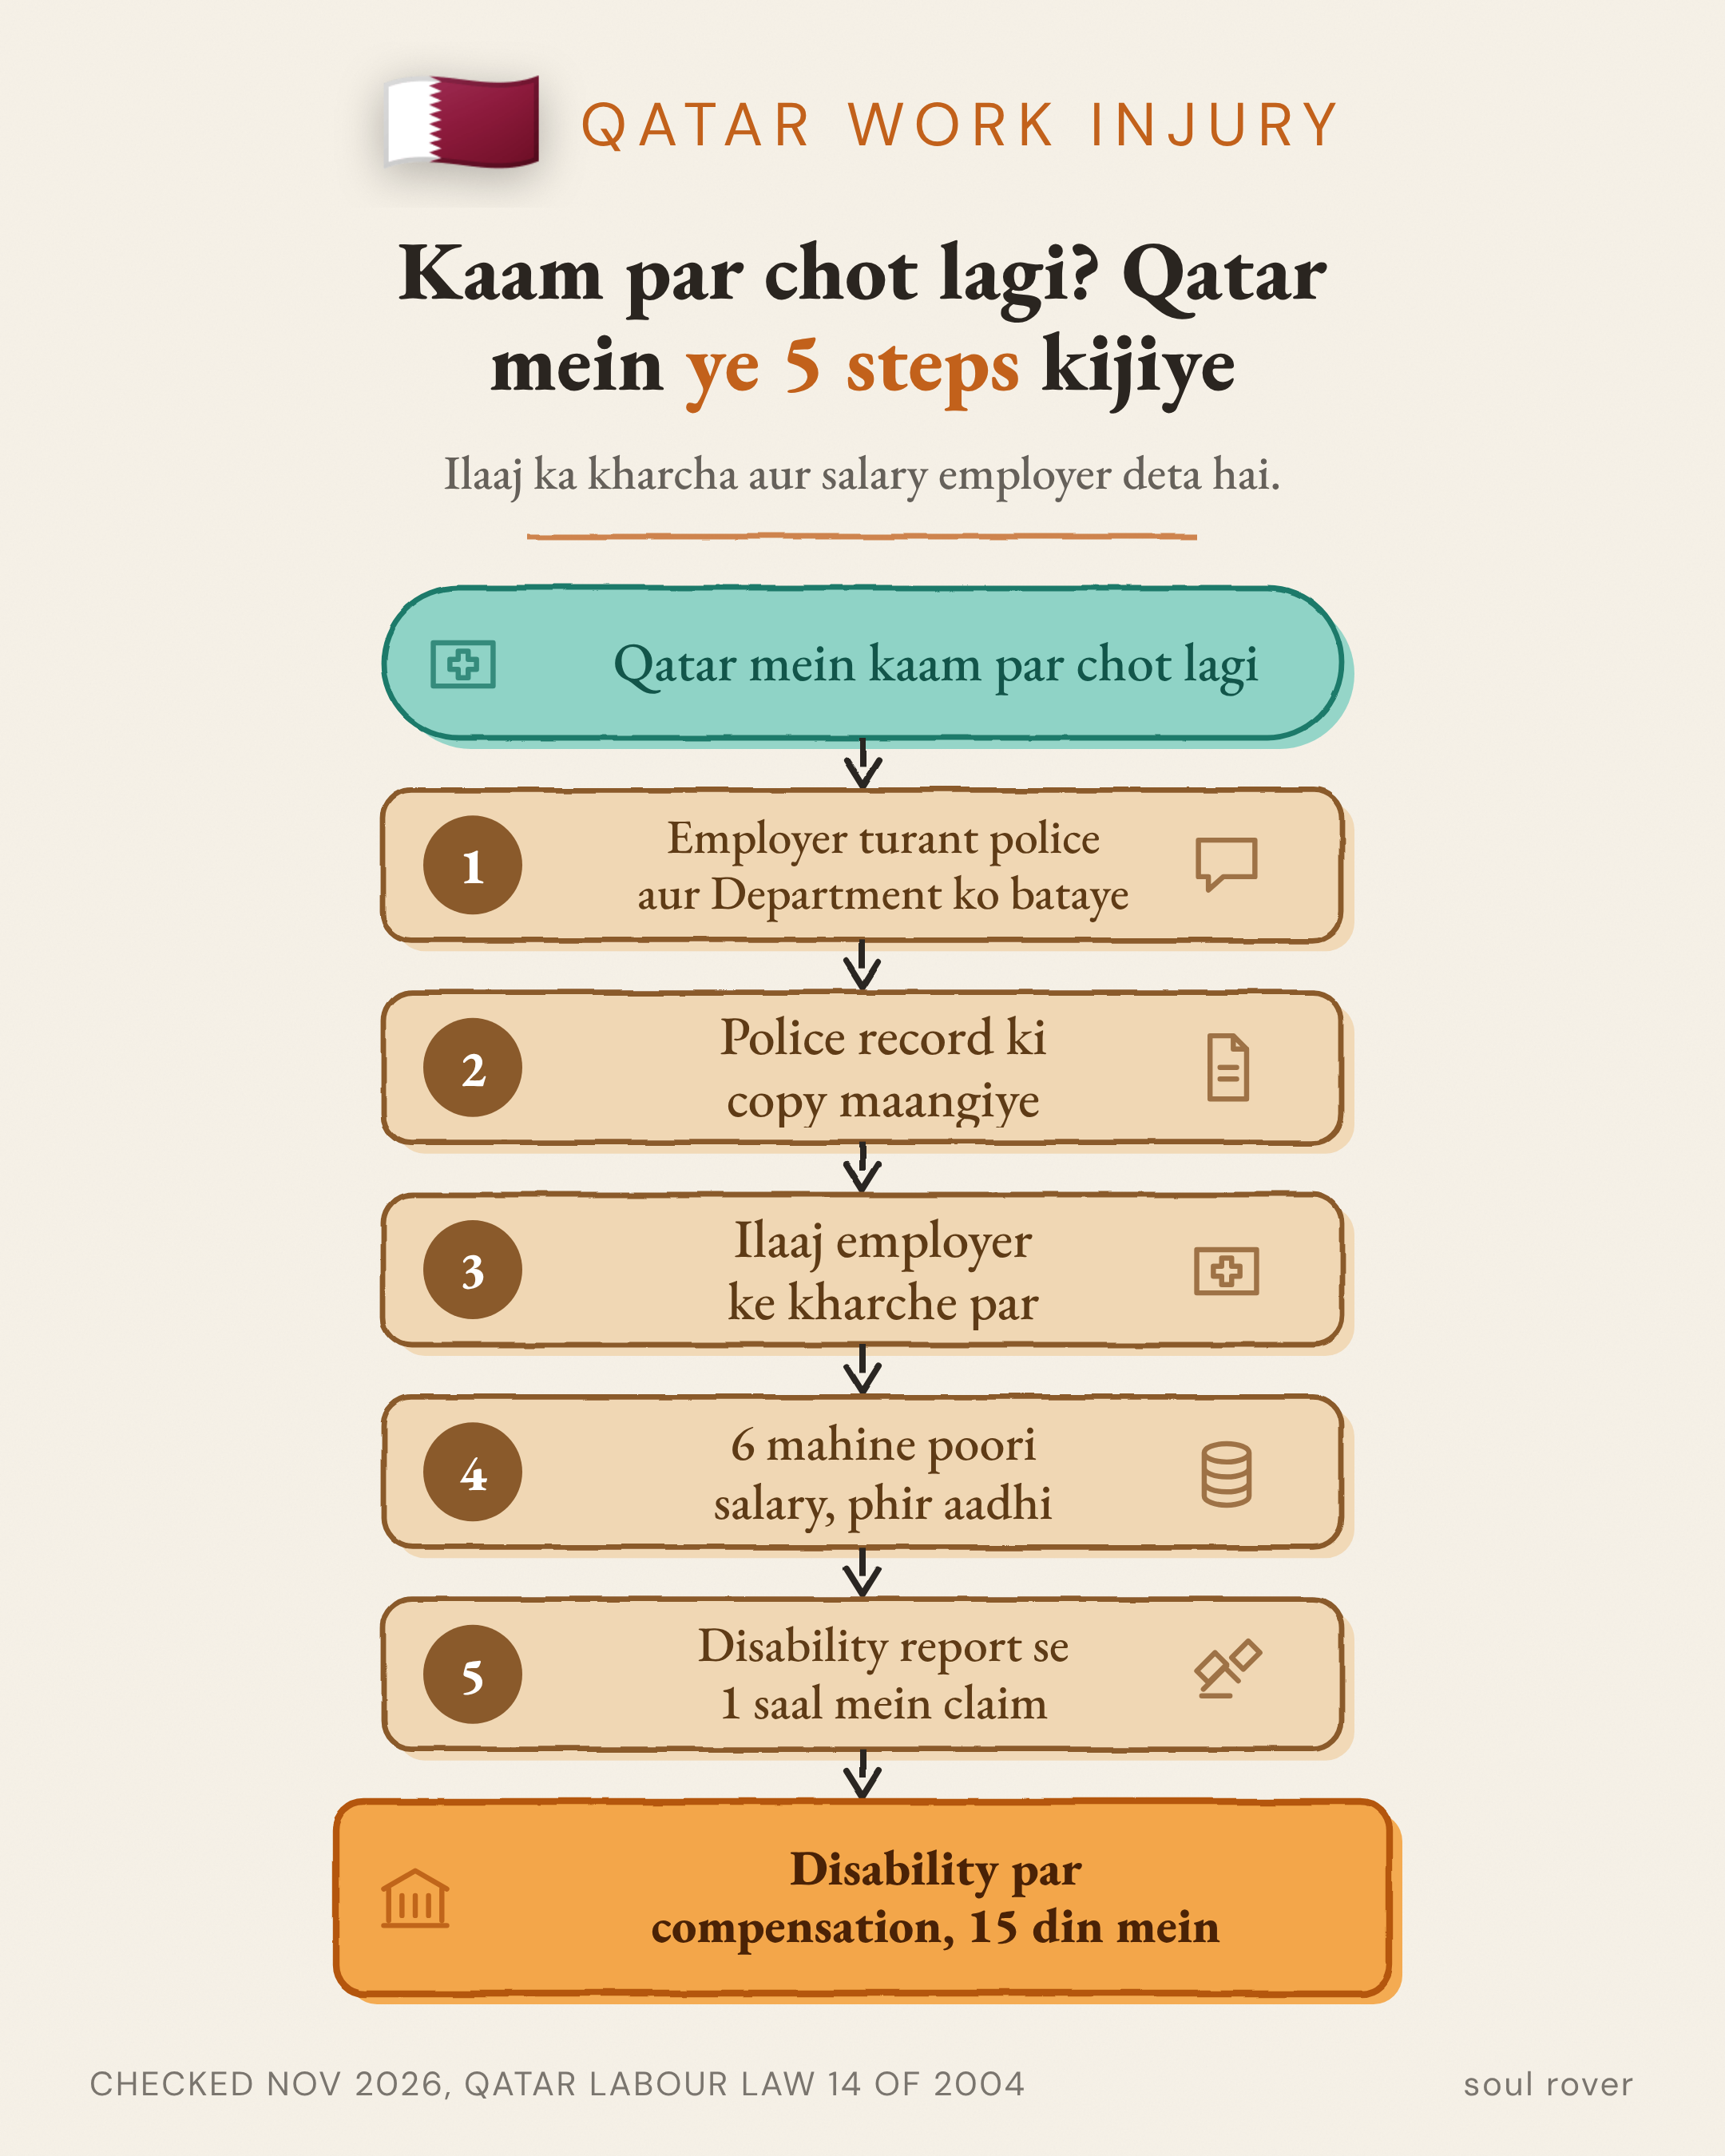 QATAR WORK INJURY
Kaam par chot lagi? Qatar
mein ye 5 steps kijiye
Ilaaj ka kharcha aur salary employer deta hai.
Qatar mein kaam par chot lagi
1
Employer turant police
aur Department ko bataye
2
Police record ki
copy maangiye
3
Ilaaj employer
ke kharche par
4
6 mahine poori
salary, phir aadhi
5
Disability report se
1 saal mein claim
Disability par
compensation, 15 din mein
CHECKED NOV 2026, QATAR LABOUR LAW 14 OF 2004
soul rover